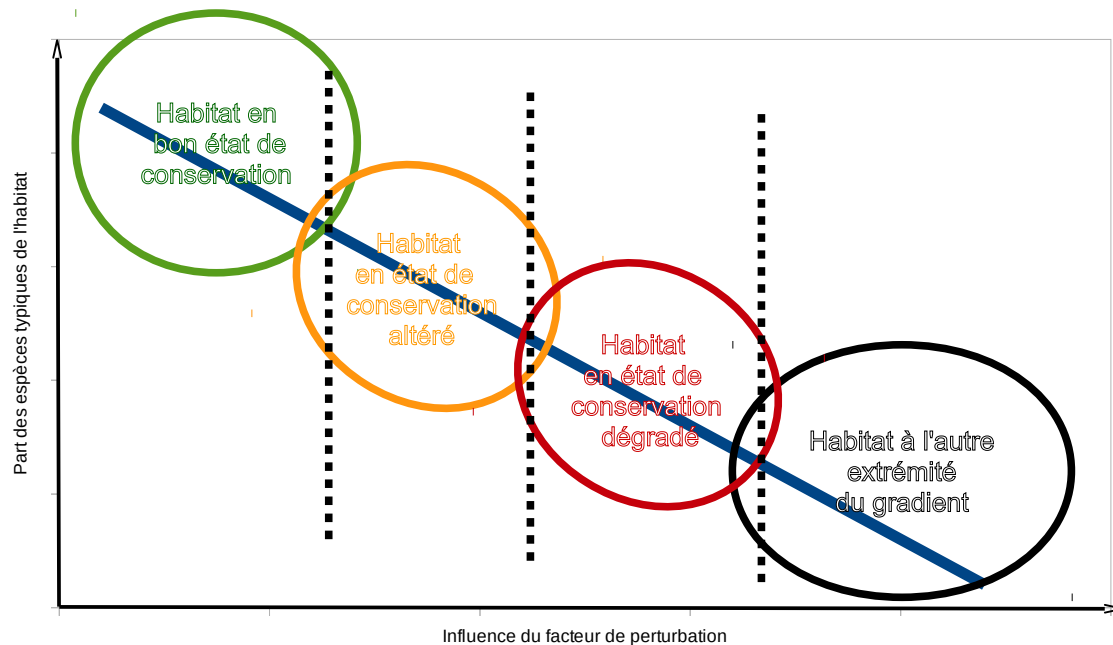 Habitat en
bon état de
conservation
Habitat
en état de
conservation
altéré
Habitat
en état de
conservation
dégradé
Habitat à l'autre
extrémité
du gradient
Part des espèces typiques de l'habitat
Influence du facteur de perturbation